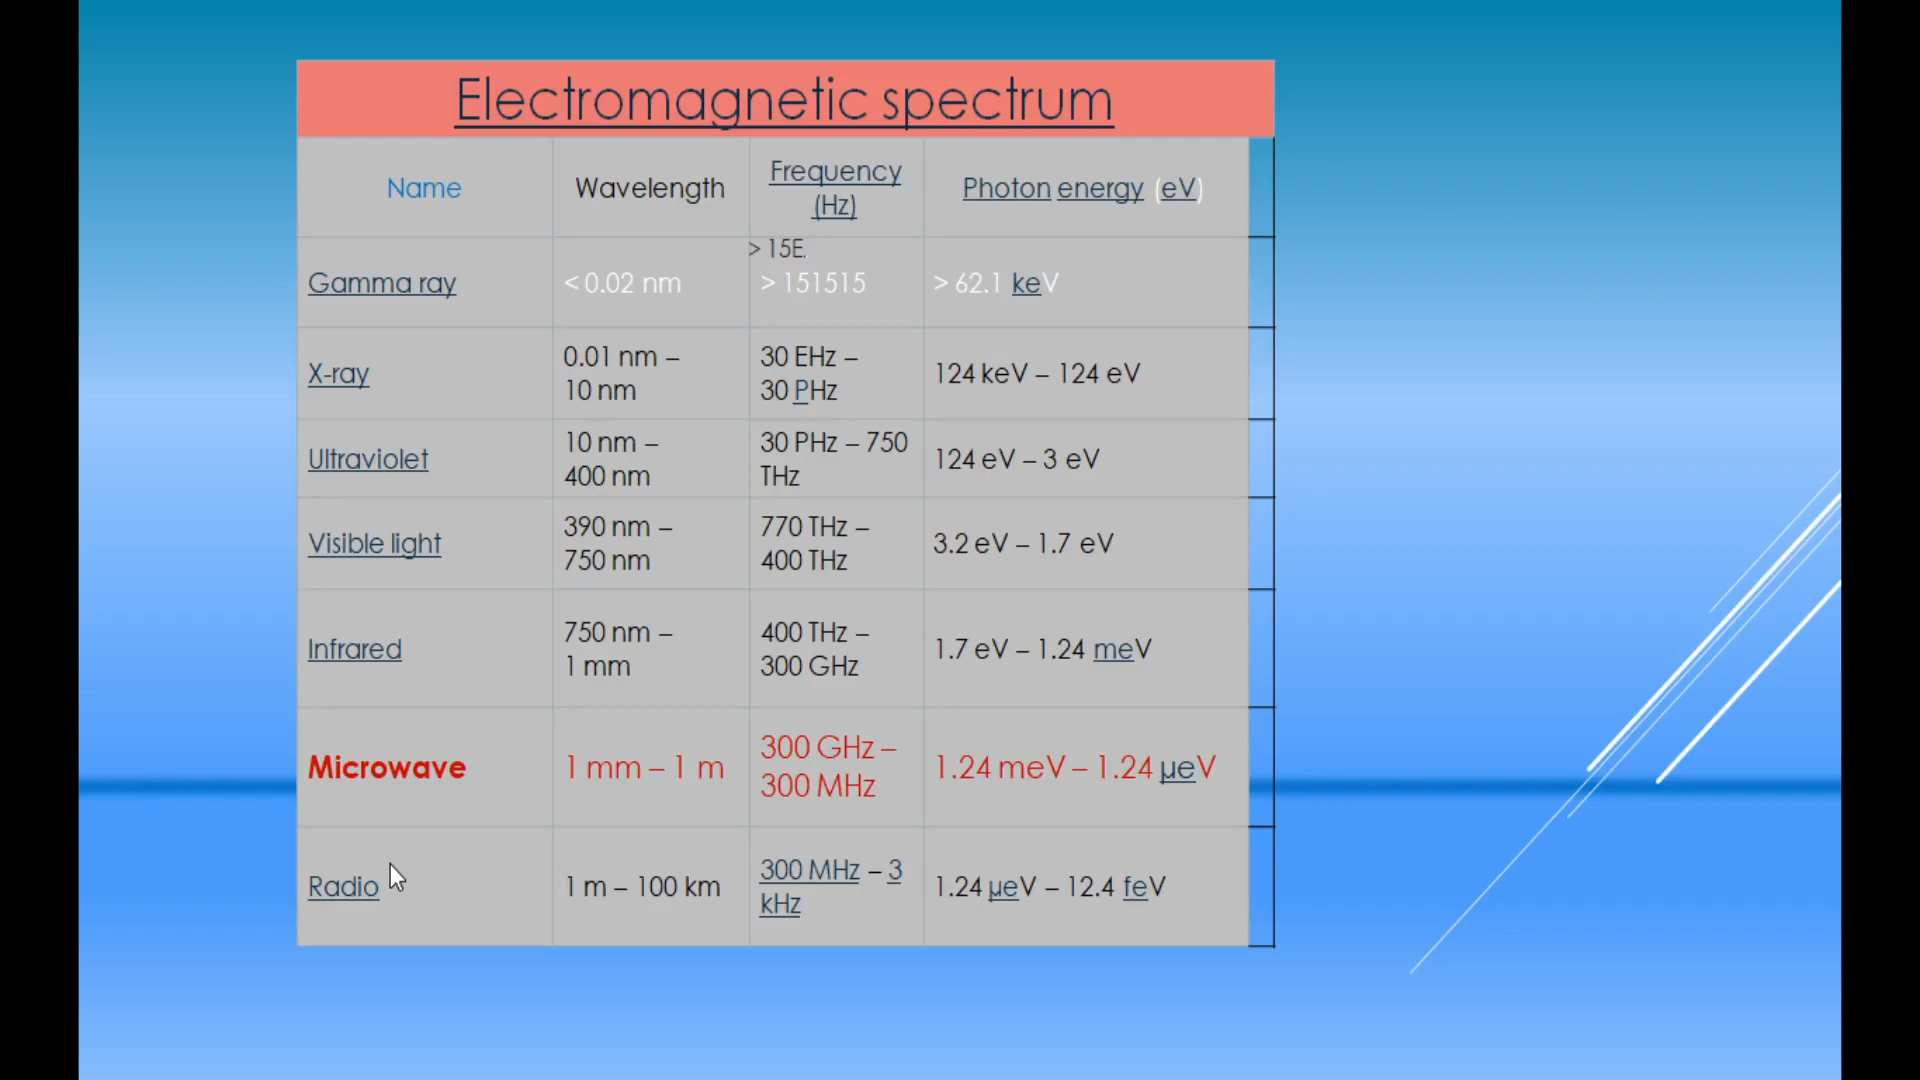 Electromagnetic spectrum
Name
Wavelength
Frequency
(Hz)
Photon energy (eV)
> 15E.
Gamma ray
< 0.02 nm
> 151515
> 62.1 keV
X-ray
0.01 nm –
10 nm
30 EHz –
30 PHz
124 keV – 124 eV
Ultraviolet
10 nm –
400 nm
30 PHz – 750
THz
124 eV – 3 eV
Visible light
390 nm –
750 nm
770 THz –
400 THz
3.2 eV – 1.7 eV
Infrared
750 nm –
1 mm
400 THz –
300 GHz
1.7 eV – 1.24 meV
Microwave
1 mm – 1 m
300 GHz –
300 MHz
1.24 meV – 1.24 µeV
Radio
1 m – 100 km
300 MHz – 3
kHz
1.24 µeV – 12.4 feV